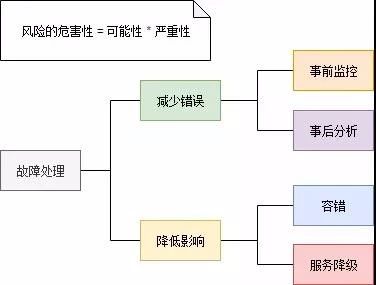 风险的危害性 = 可能性 * 严重性
事前监控
减少错误
事后分析
故障处理
容错
降低影响
服务降级